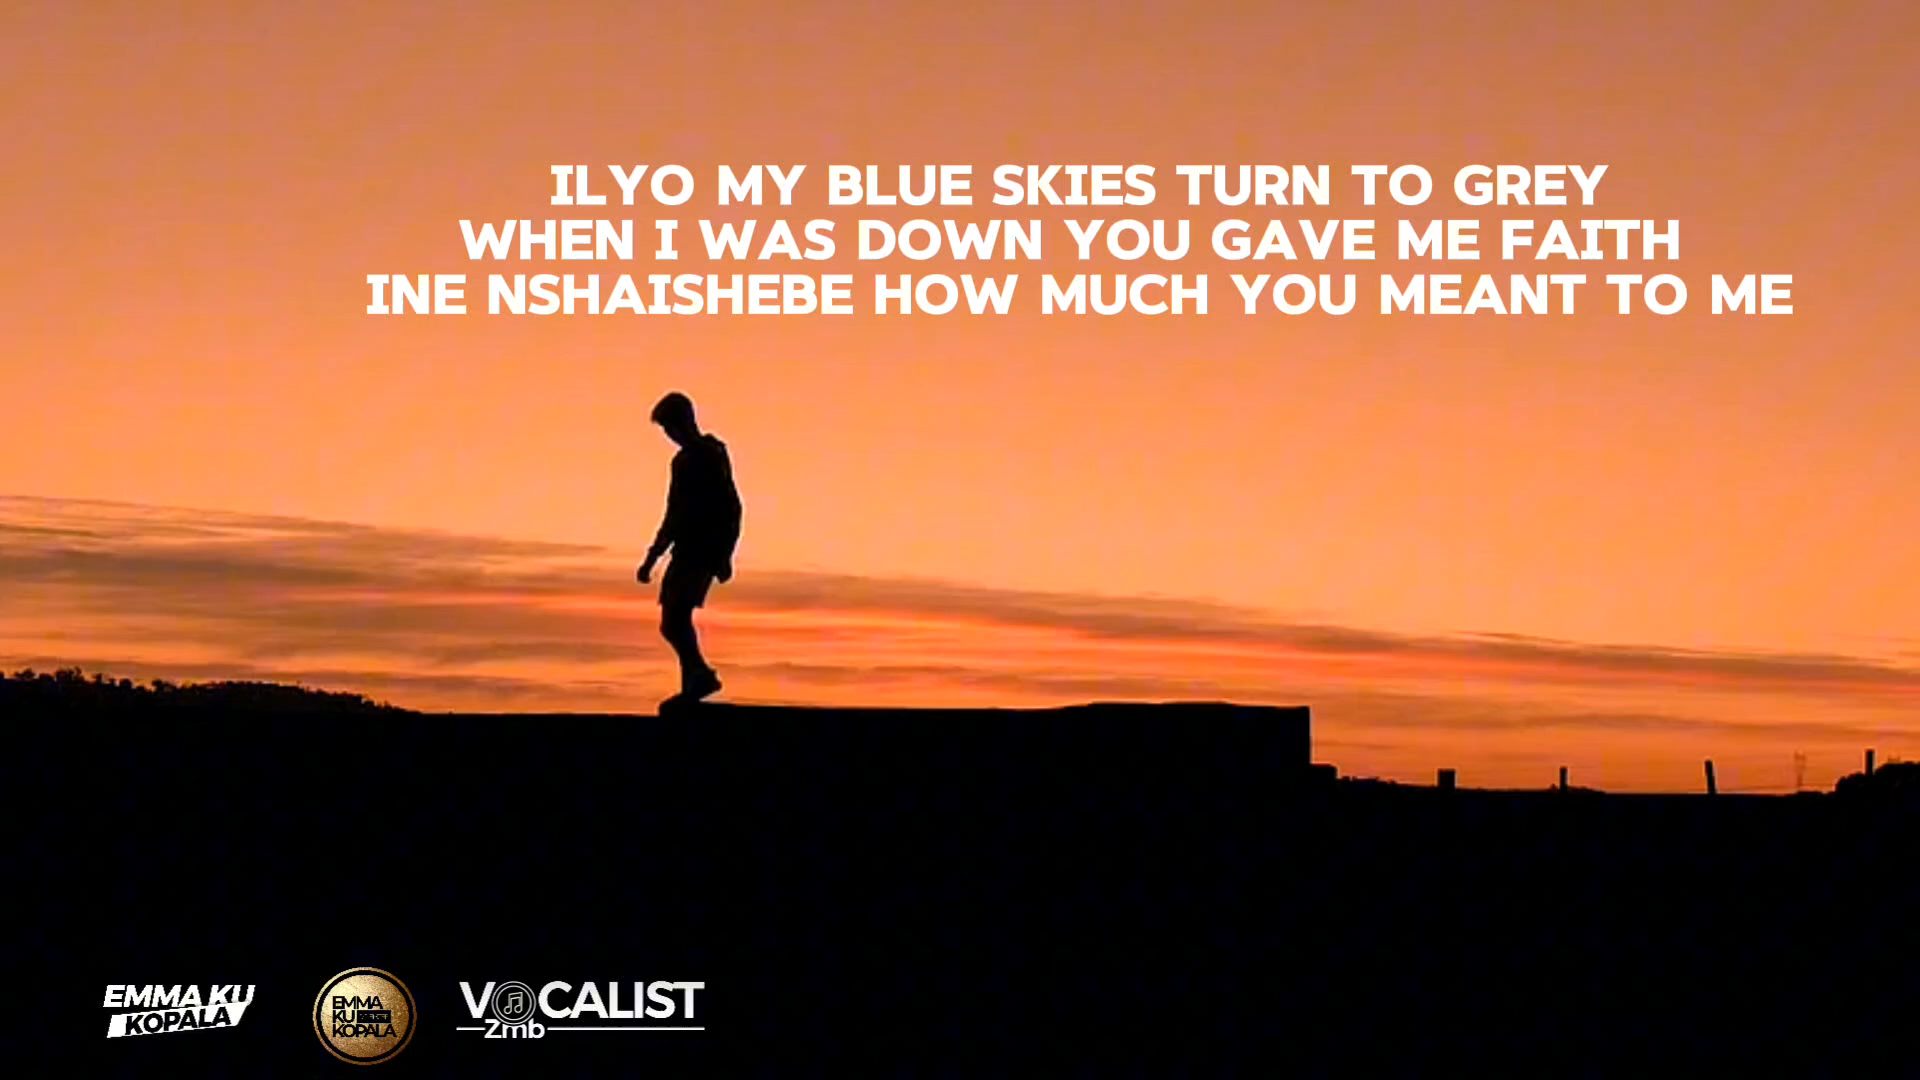 ILYO MY BLUE SKIES TURN TO GREY
WHEN I WAS DOWN YOU GAVE ME FAITH
INE NSHAISHEBE HOW MUCH YOU MEANT TO ME
EMMA KU
KOPALA
EMMA
KU
KOPALA
VOCALIST
Zmb